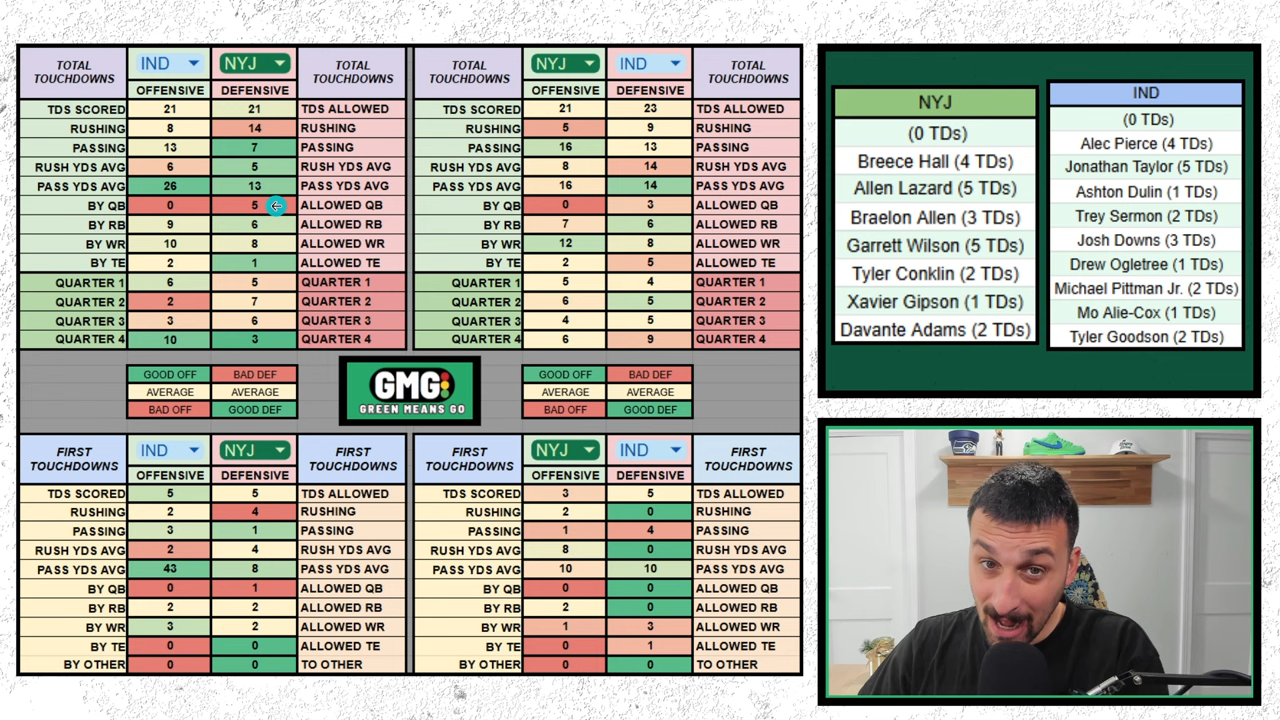 TOTAL TOUCHDOWNS IND NYJ TOTAL TOUCHDOWNS
OFFENSIVE DEFENSIVE
TDS SCORED 21 21 TDS ALLOWED
RUSHING 8 14 RUSHING
PASSING 13 7 PASSING
RUSH YDS AVG 6 5 RUSH YDS AVG
PASS YDS AVG 26 13 PASS YDS AVG
BY QB 0 5 ALLOWED QB
BY RB 9 6 ALLOWED RB
BY WR 10 8 ALLOWED WR
BY TE 2 1 ALLOWED TE
QUARTER 1 6 5 QUARTER 1
QUARTER 2 2 7 QUARTER 2
QUARTER 3 3 6 QUARTER 3
QUARTER 4 10 3 QUARTER 4
TOTAL TOUCHDOWNS NYJ IND TOTAL TOUCHDOWNS
OFFENSIVE DEFENSIVE
TDS SCORED 21 23 TDS ALLOWED
RUSHING 5 9 RUSHING
PASSING 16 13 PASSING
RUSH YDS AVG 8 14 RUSH YDS AVG
PASS YDS AVG 16 14 PASS YDS AVG
BY QB 0 3 ALLOWED QB
BY RB 7 6 ALLOWED RB
BY WR 12 8 ALLOWED WR
BY TE 2 5 ALLOWED TE
QUARTER 1 5 4 QUARTER 1
QUARTER 2 6 5 QUARTER 2
QUARTER 3 4 5 QUARTER 3
QUARTER 4 6 9 QUARTER 4
GOOD OFF BAD DEF
AVERAGE AVERAGE
BAD OFF GOOD DEF
GMG
GREEN MEANS GO
GOOD OFF BAD DEF
AVERAGE AVERAGE
BAD OFF GOOD DEF
FIRST TOUCHDOWNS IND NYJ FIRST TOUCHDOWNS
OFFENSIVE DEFENSIVE
TDS SCORED 5 5 TDS ALLOWED
RUSHING 2 4 RUSHING
PASSING 3 1 PASSING
RUSH YDS AVG 2 4 RUSH YDS AVG
PASS YDS AVG 43 8 PASS YDS AVG
BY QB 0 1 ALLOWED QB
BY RB 2 2 ALLOWED RB
BY WR 3 2 ALLOWED WR
BY TE 0 0 ALLOWED TE
BY OTHER 0 0 TO OTHER
FIRST TOUCHDOWNS NYJ IND FIRST TOUCHDOWNS
OFFENSIVE DEFENSIVE
TDS SCORED 3 5 TDS ALLOWED
RUSHING 2 0 RUSHING
PASSING 1 4 PASSING
RUSH YDS AVG 8 0 RUSH YDS AVG
PASS YDS AVG 10 10 PASS YDS AVG
BY QB 0 0 ALLOWED QB
BY RB 2 0 ALLOWED RB
BY WR 1 3 ALLOWED WR
BY TE 0 1 ALLOWED TE
BY OTHER 0 0 TO OTHER
NYJ
(0 TDs)
Breece Hall (4 TDs)
Allen Lazard (5 TDs)
Braelon Allen (3 TDs)
Garrett Wilson (5 TDs)
Tyler Conklin (2 TDs)
Xavier Gipson (1 TDs)
Davante Adams (2 TDs)
IND
(0 TDs)
Alec Pierce (4 TDs)
Jonathan Taylor (5 TDs)
Ashton Dulin (1 TDs)
Trey Sermon (2 TDs)
Josh Downs (3 TDs)
Drew Ogletree (1 TDs)
Michael Pittman Jr. (2 TDs)
Mo Alie-Cox (1 TDs)
Tyler Goodson (2 TDs)